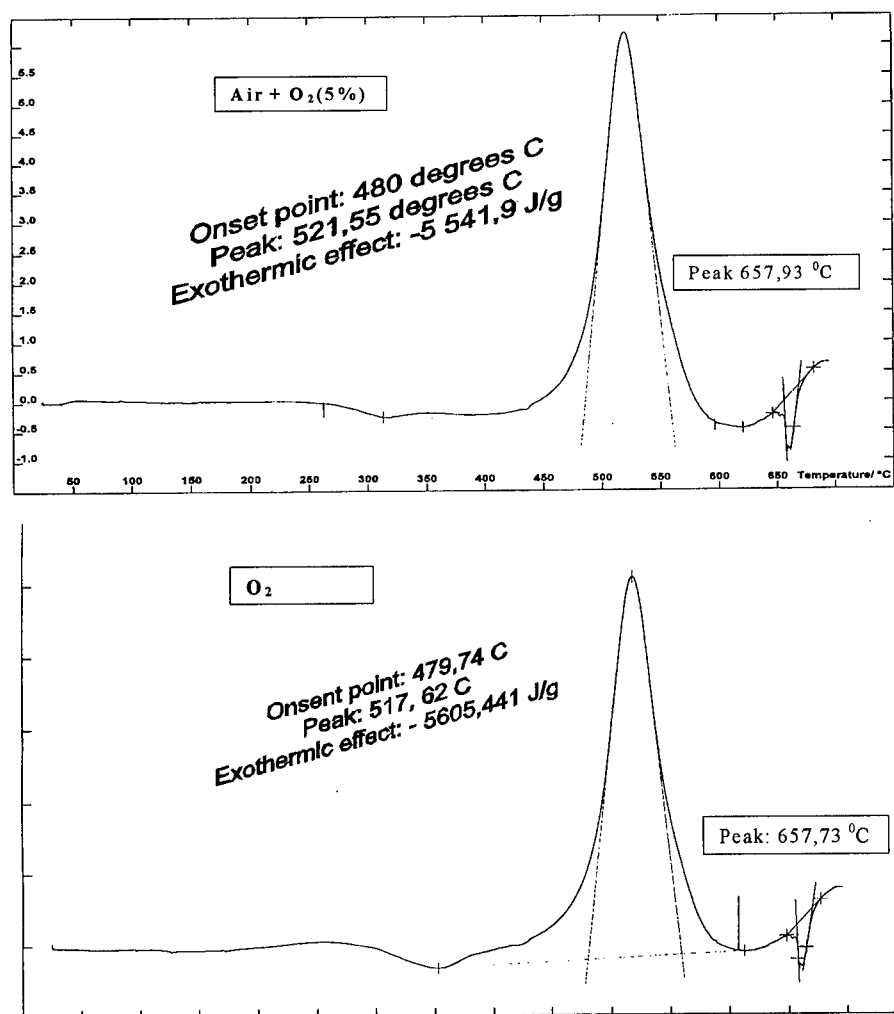 6.5
Air + O₂(5%)
6.0
5.5
5.0
4.5
4.0
3.5
3.0
2.5
2.0
1.5
1.0
0.5
0.0
-0.5
-1.0
Onset point: 480 degrees C
Peak: 521,55 degrees C
Exothermic effect: -5 541,9 J/g
Peak 657,93 ⁰C
50 100 150 200 250 300 350 400 450 500 550 600 650 Temperature/ °C
O₂
Onsent point: 479,74 C
Peak: 517, 62 C
Exothermic effect: - 5605,441 J/g
Peak: 657,73 ⁰C